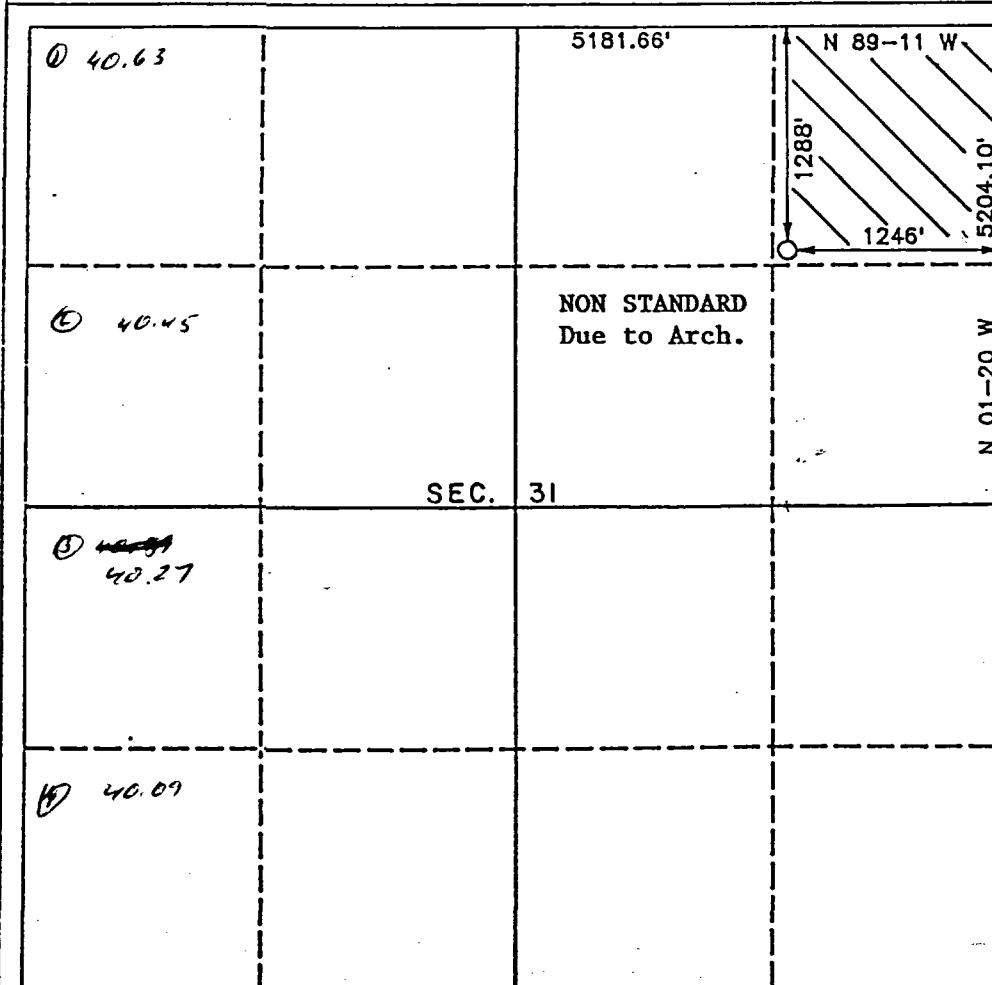 ① 40.63
5181.66'
N 89-11 W
1288'
5204.10'
1246'
② 40.45
NON STANDARD
Due to Arch.
N 01-20 W
SEC. 31
③
40.27
④ 40.09